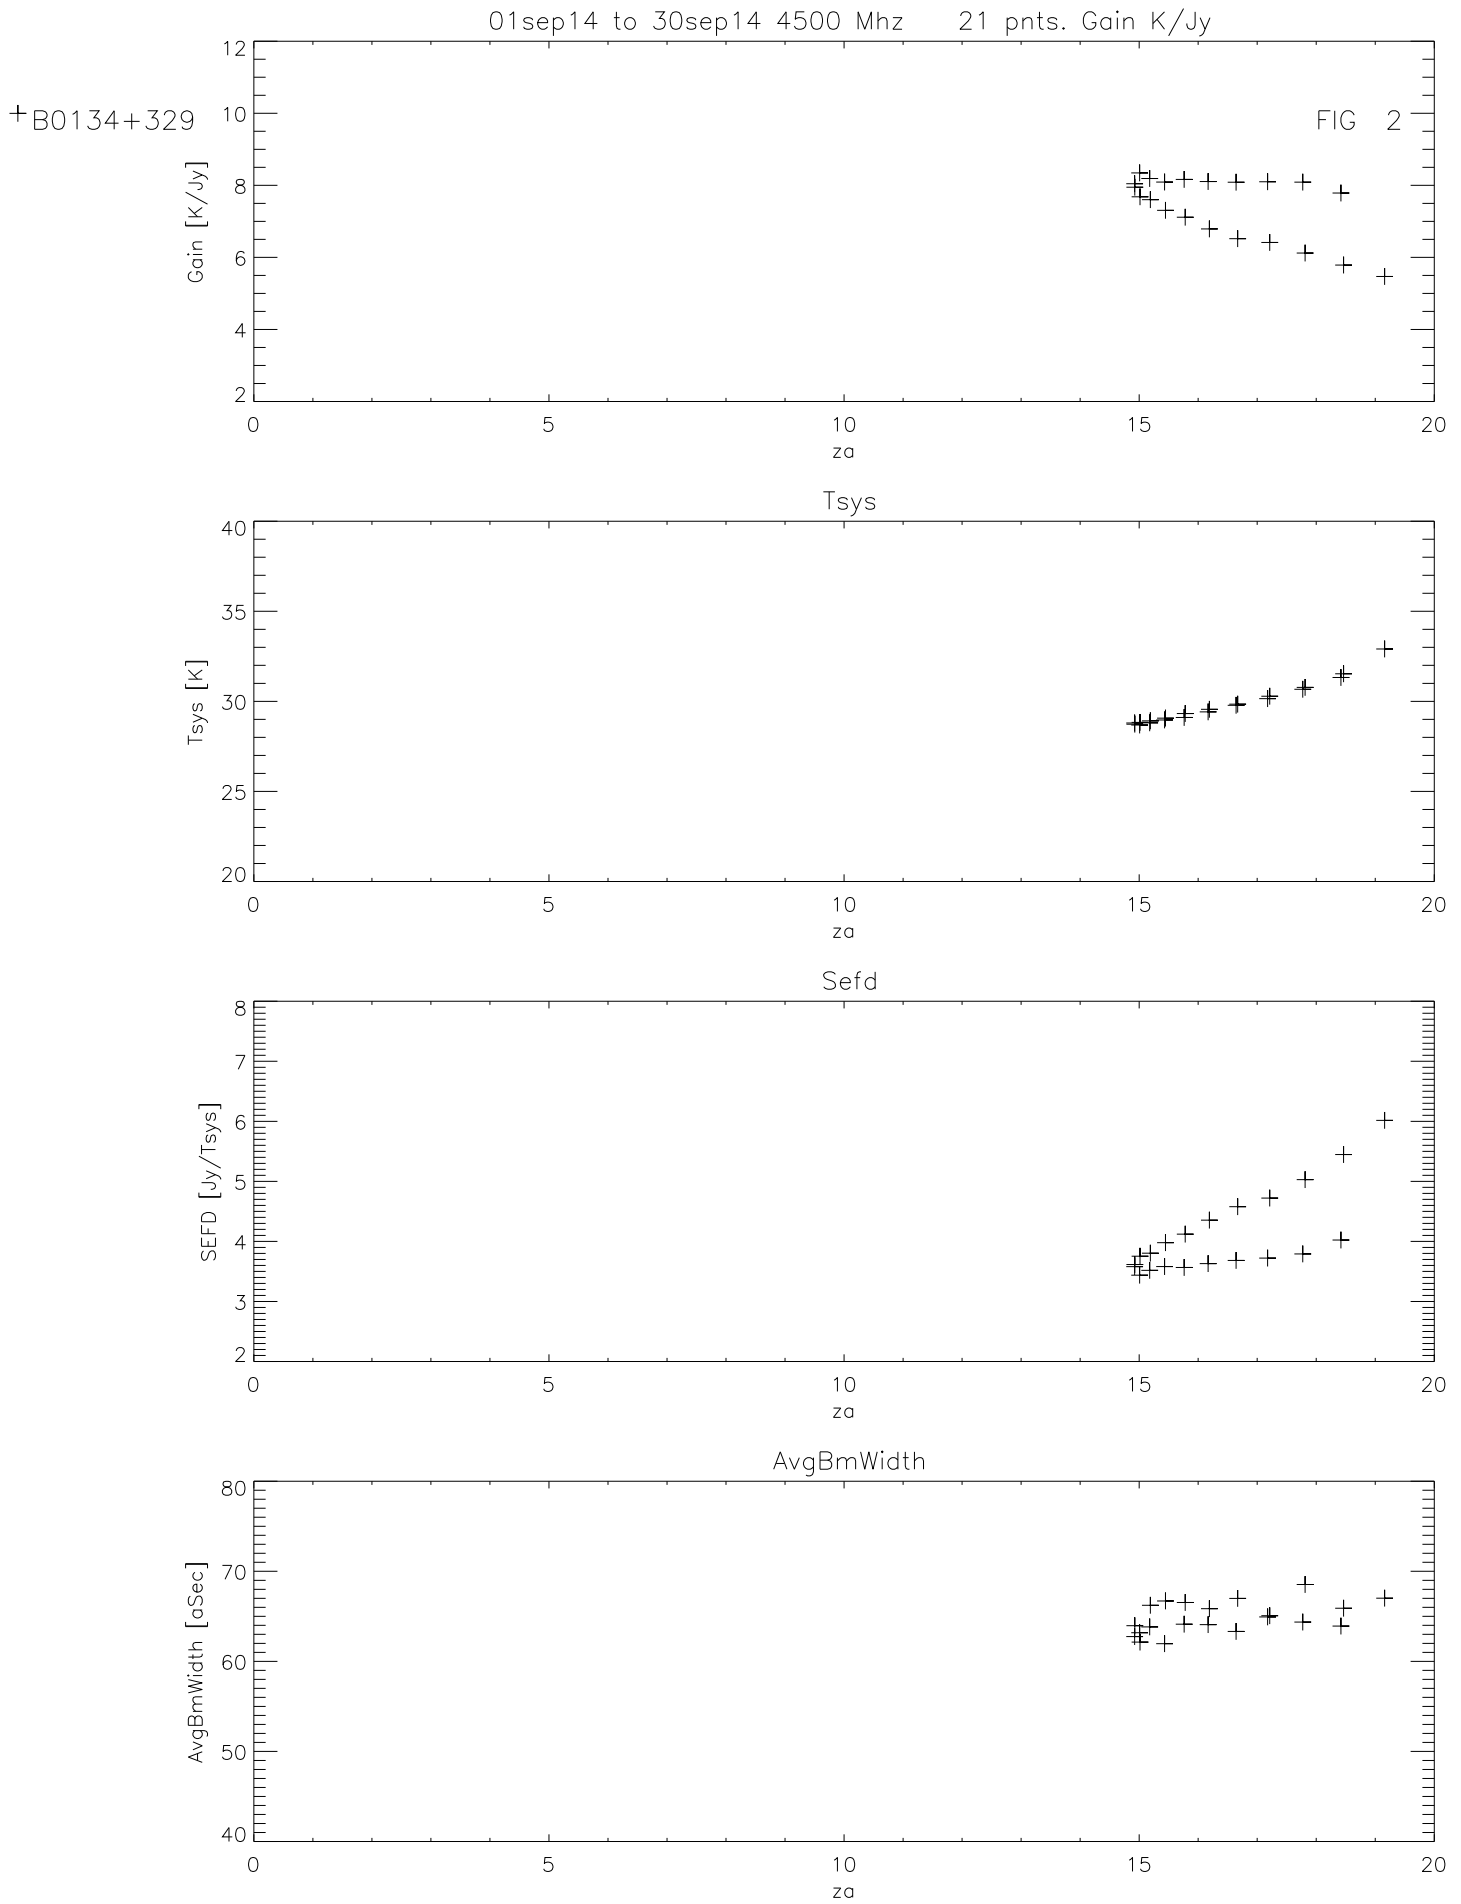 01sep14 to 30sep14 4500 Mhz 21 pnts. Gain K/Jy
+B0134+329
FIG 2
Gain [K/Jy]
12
10
8
6
4
2
0 5 10 15 20
za
Tsys
Tsys [K]
40
35
30
25
20
0 5 10 15 20
za
Sefd
SEFD [Jy/Tsys]
8
7
6
5
4
3
2
0 5 10 15 20
za
AvgBmWidth
AvgBmWidth [aSec]
80
70
60
50
40
0 5 10 15 20
za